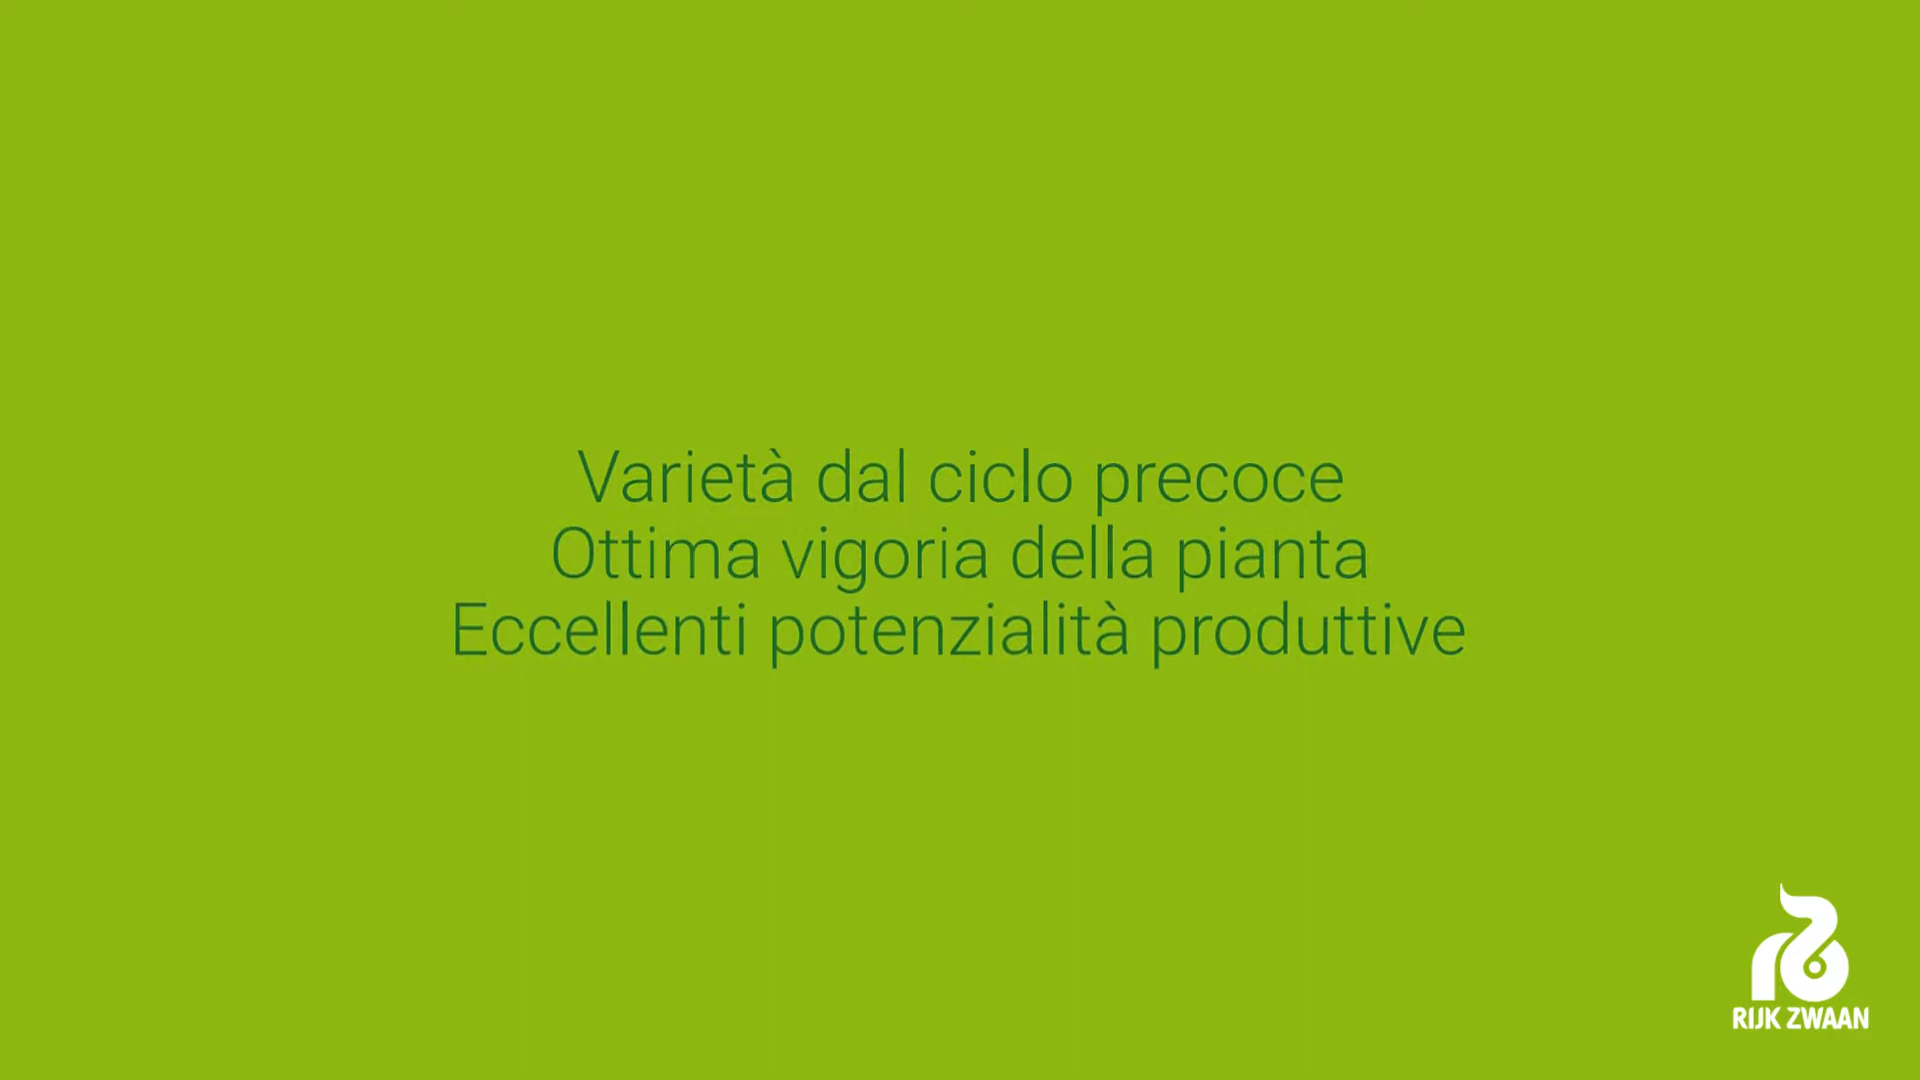 Varietà dal ciclo precoce
Ottima vigoria della pianta
Eccellenti potenzialità produttive
RIJK ZWAAN